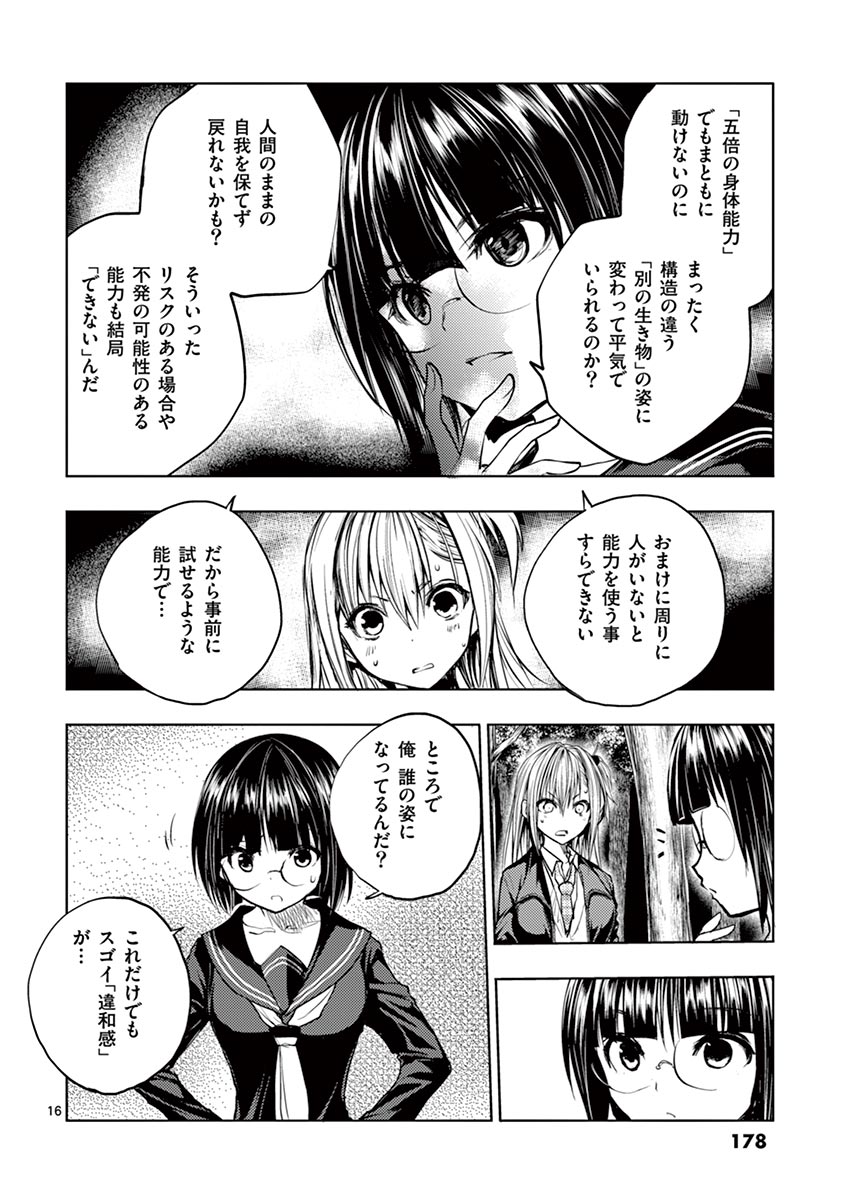 「五倍の身体能力」
でもまともに
動けないのに
まったく
構造の違う
「別の生き物」の姿に
変わって平気で
いられるのか？
人間のままの
自我を保てず
戻れないかも？
そういった
リスクのある場合や
不発の可能性のある
能力も結局
「できない」んだ
おまけに周りに
人がいないと
能力を使う事
すらできない
だから事前に
試せるような
能力で…
ところで
俺 誰の姿に
なってるんだ？
これだけでも
スゴイ「違和感」
が…
16
178